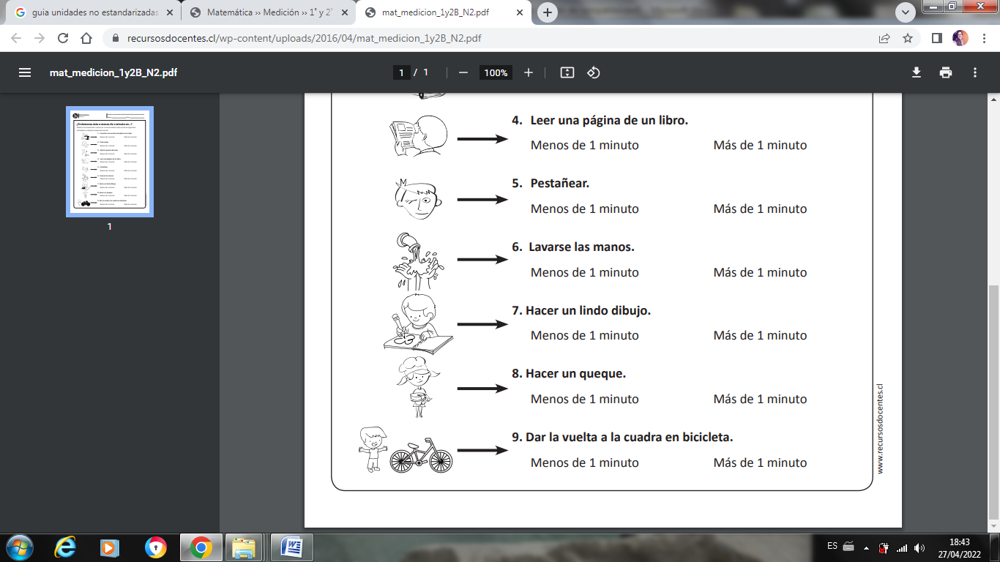 guia unidades no estandarizadas
Matemática ›› Medición ›› 1° y 2°
mat_medicion_1y2B_N2.pdf
recursosdocentes.cl/wp-content/uploads/2016/04/mat_medicion_1y2B_N2.pdf
mat_medicion_1y2B_N2.pdf
1 / 1
100%
1
4. Leer una página de un libro.
Menos de 1 minuto Más de 1 minuto
5. Pestañear.
Menos de 1 minuto Más de 1 minuto
6. Lavarse las manos.
Menos de 1 minuto Más de 1 minuto
7. Hacer un lindo dibujo.
Menos de 1 minuto Más de 1 minuto
8. Hacer un queque.
Menos de 1 minuto Más de 1 minuto
9. Dar la vuelta a la cuadra en bicicleta.
Menos de 1 minuto Más de 1 minuto
www.recursosdocentes.cl
ES
18:43
27/04/2022